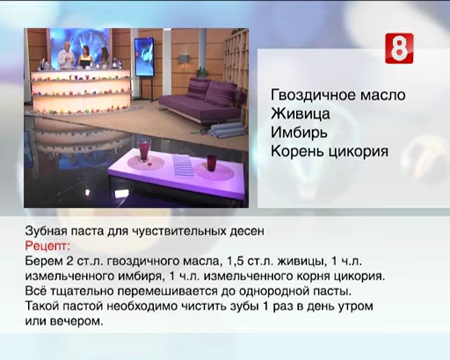 8
Гвоздичное масло
Живица
Имбирь
Корень цикория
Зубная паста для чувствительных десен
Рецепт:
Берем 2 ст.л. гвоздичного масла, 1,5 ст.л. живицы, 1 ч.л.
измельченного имбиря, 1 ч.л. измельченного корня цикория.
Всё тщательно перемешивается до однородной пасты.
Такой пастой необходимо чистить зубы 1 раз в день утром
или вечером.